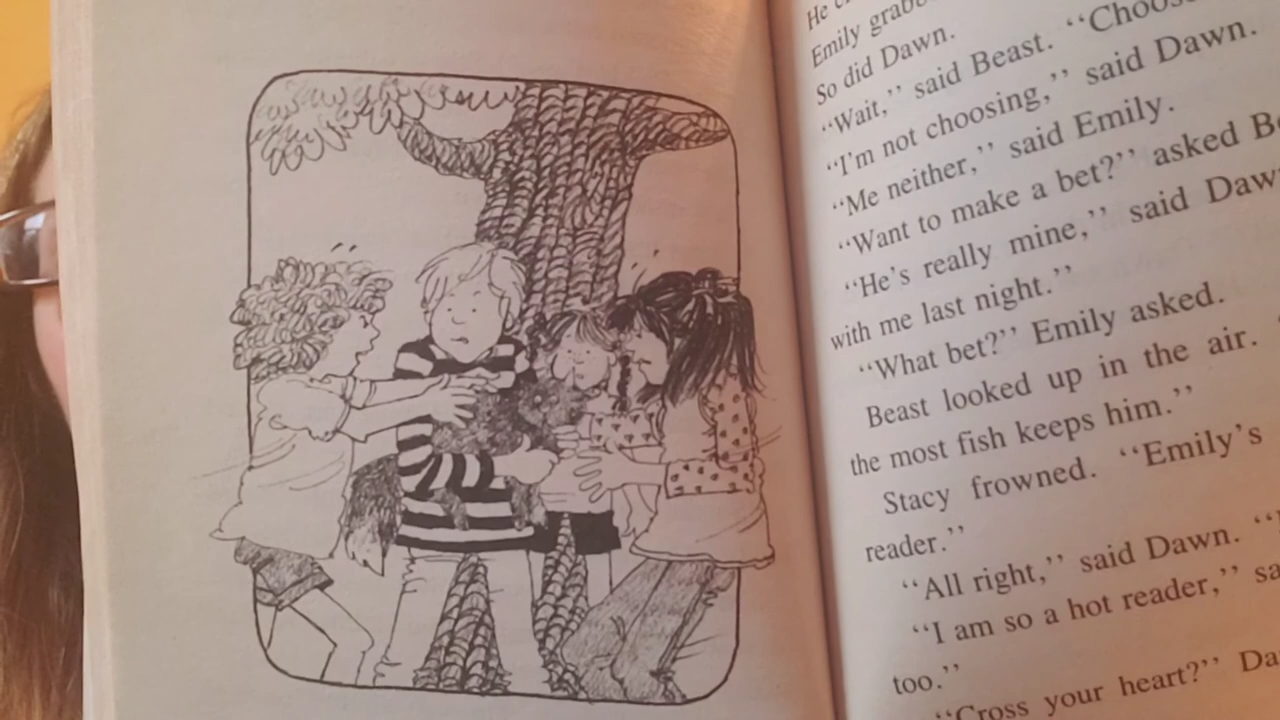 He
Emily
So did Dawn.
‘‘Wait,’’ said Beast. ‘‘Choos
‘‘I'm not choosing,’’ said Dawn.
‘‘Me neither,’’ said Emily.
‘‘Want to make a bet?’’ asked B
‘‘He's really mine,’’ said Daw
with me last night.’’
‘‘What bet?’’ Emily asked.
Beast looked up in the air.
the most fish keeps him.’’
Stacy frowned. ‘‘Emily's
reader.’’
‘‘All right,’’ said Dawn. ‘‘
‘‘I am so a hot reader,’’ sa
too.’’
‘‘Cross your heart?’’ Da